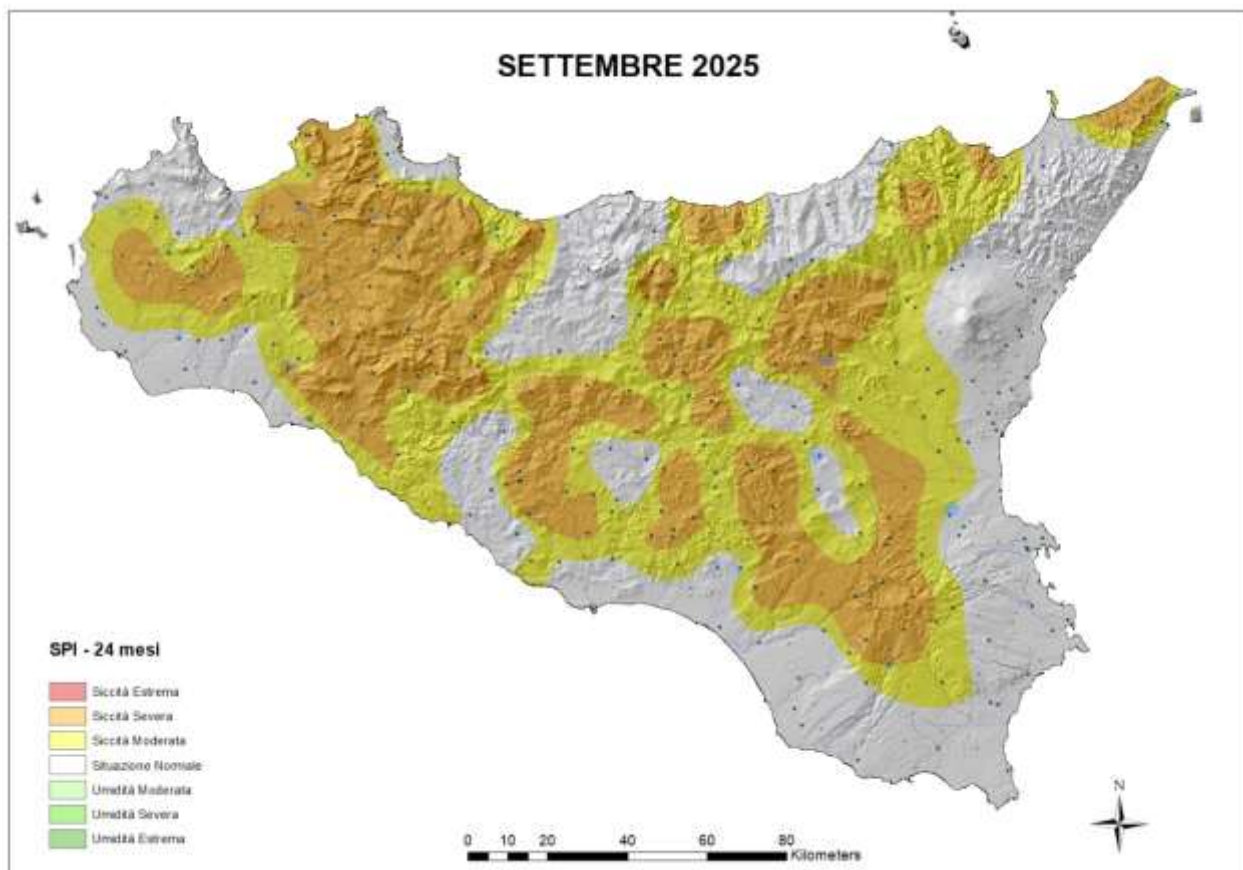 SETTEMBRE 2025
SPI - 24 mesi
Siccità Estrema
Siccità Severa
Siccità Moderata
Situazione Normale
Umidità Moderata
Umidità Severa
Umidità Estrema
N
0 5 10 20 40 60 80
Kilometers